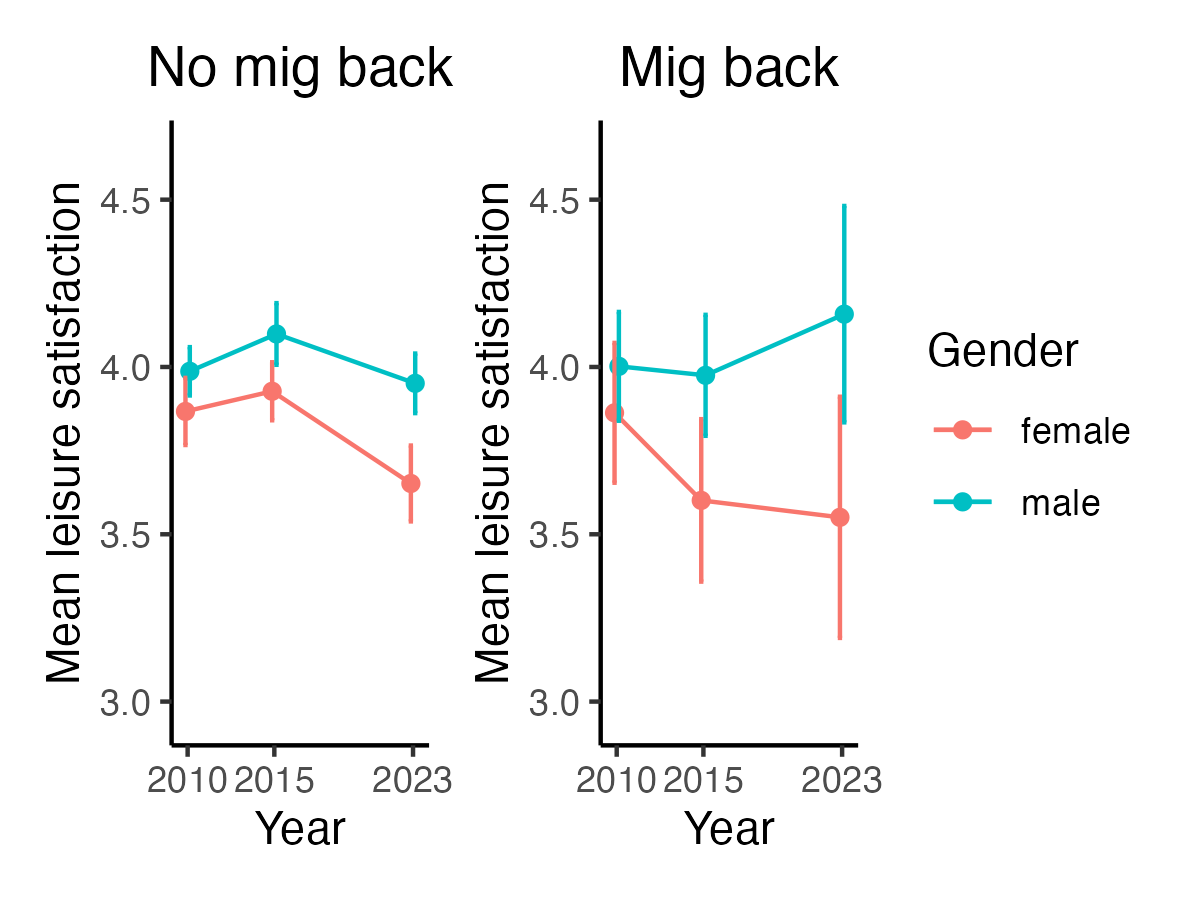 No mig back
Mean leisure satisfaction
4.5
4.0
3.5
3.0
2010 2015 2023
Year
Mig back
Mean leisure satisfaction
4.5
4.0
3.5
3.0
2010 2015 2023
Year
Gender
female
male